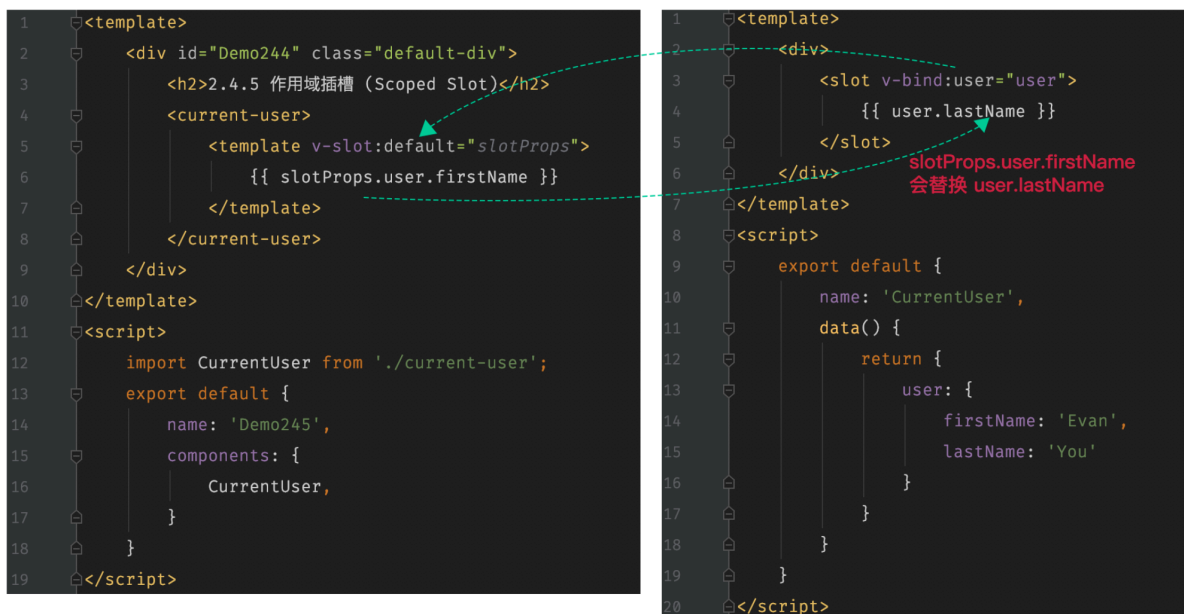 1 <template>
2 <div id="Demo244" class="default-div">
3 <h2>2.4.5 作用域插槽 (Scoped Slot)</h2>
4 <current-user>
5 <template v-slot:default="slotProps">
6 {{ slotProps.user.firstName }}
7 </template>
8 </current-user>
9 </div>
10 </template>
11 <script>
12 import CurrentUser from './current-user';
13 export default {
14 name: 'Demo245',
15 components: {
16 CurrentUser,
17 }
18 }
19 </script>
1 <template>
2 <div>
3 <slot v-bind:user="user">
4 {{ user.lastName }}
5 </slot>
slotProps.user.firstName
6 </div>
会替换 user.lastName
7 </template>
8 <script>
9 export default {
10 name: 'CurrentUser',
11 data() {
12 return {
13 user: {
14 firstName: 'Evan',
15 lastName: 'You'
16 }
17 }
18 }
19 }
20 </script>